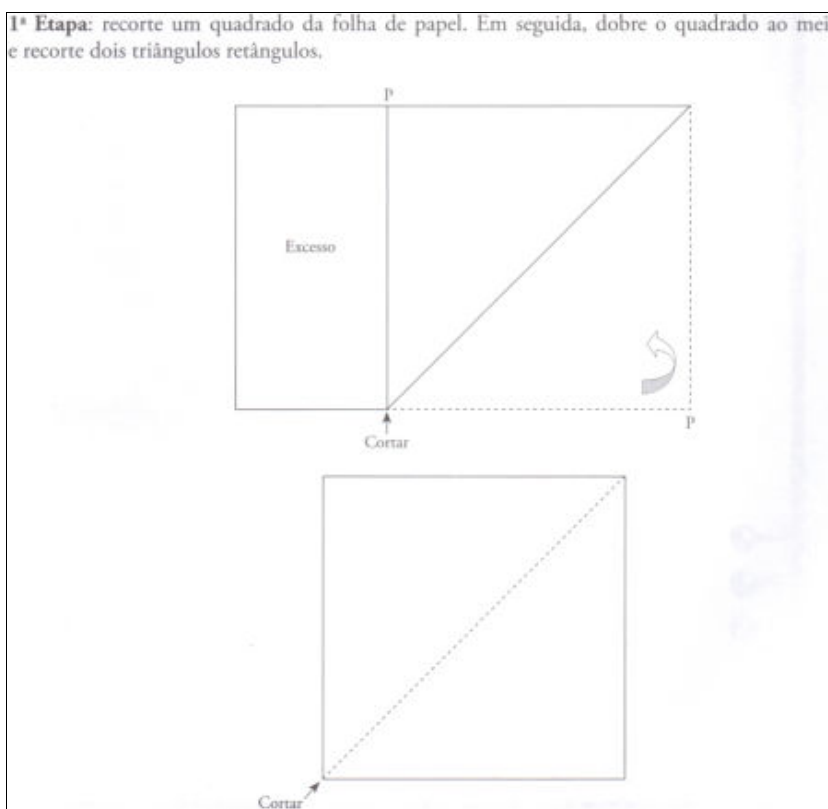 1ª Etapa: recorte um quadrado da folha de papel. Em seguida, dobre o quadrado ao mei
e recorte dois triângulos retângulos.
P
Excesso
P
Cortar
Cortar